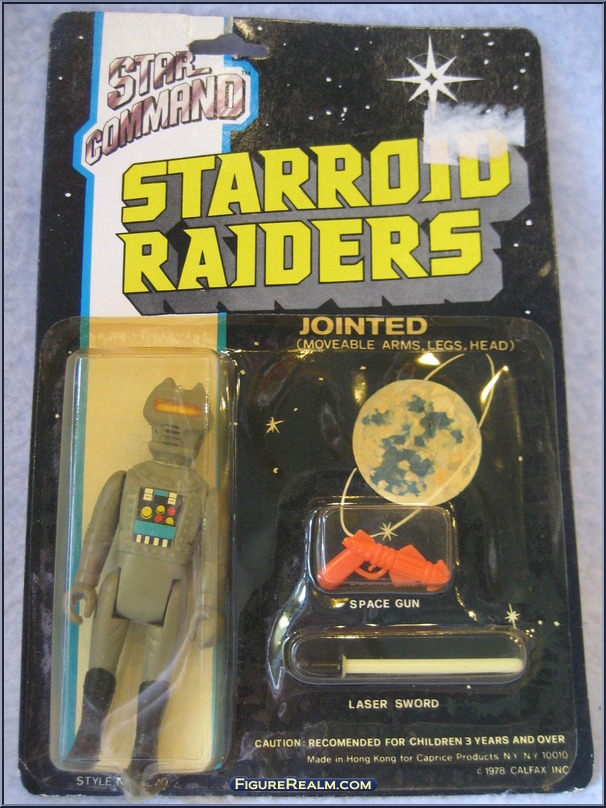 STAR
COMMAND
STARROID
RAIDERS
JOINTED
(MOVEABLE ARMS, LEGS, HEAD)
SPACE GUN
LASER SWORD
CAUTION: RECOMENDED FOR CHILDREN 3 YEARS AND OVER
Made in Hong Kong for Caprice Products N.Y. N.Y. 10010
c 1978 CALFAX INC
STYLE
FIGUREREALM.COM